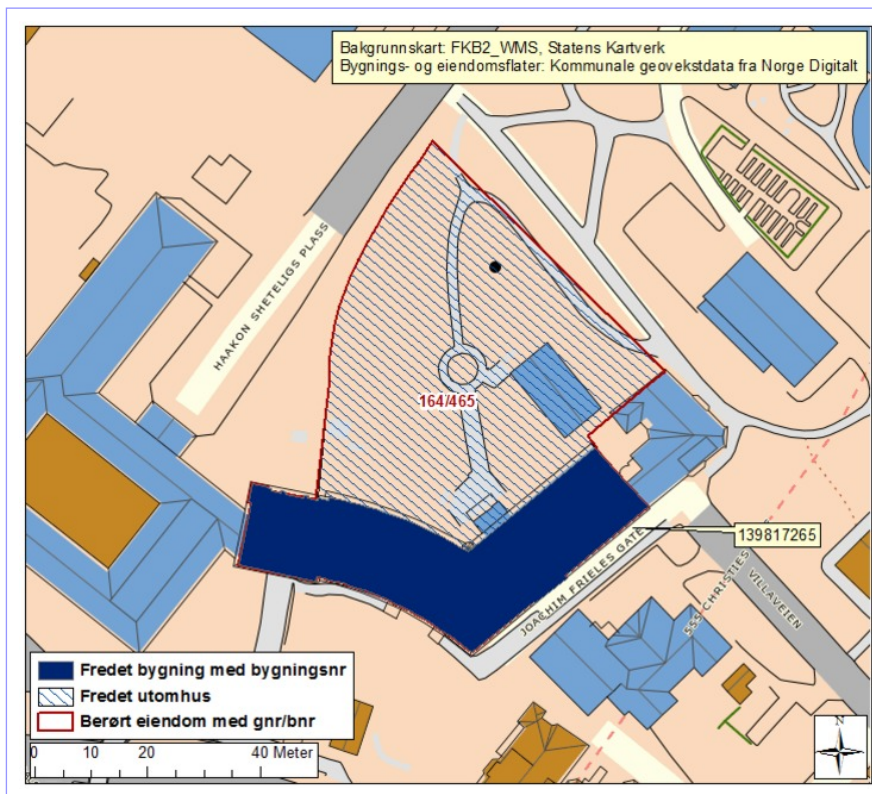 Bakgrunnskart: FKB2_WMS, Statens Kartverk
Bygnings- og eiendomsflater: Kommunale geovekstdata fra Norge Digitalt
HAAKON SHETELIGS PLASS
164/465
139817265
JOACHIM FRIELES GATE
SSS CHRISTIES
VILLAVEIEN
Fredet bygning med bygningsnr
Fredet utomhus
Berørt eiendom med gnr/bnr
0 10 20 40 Meter
N